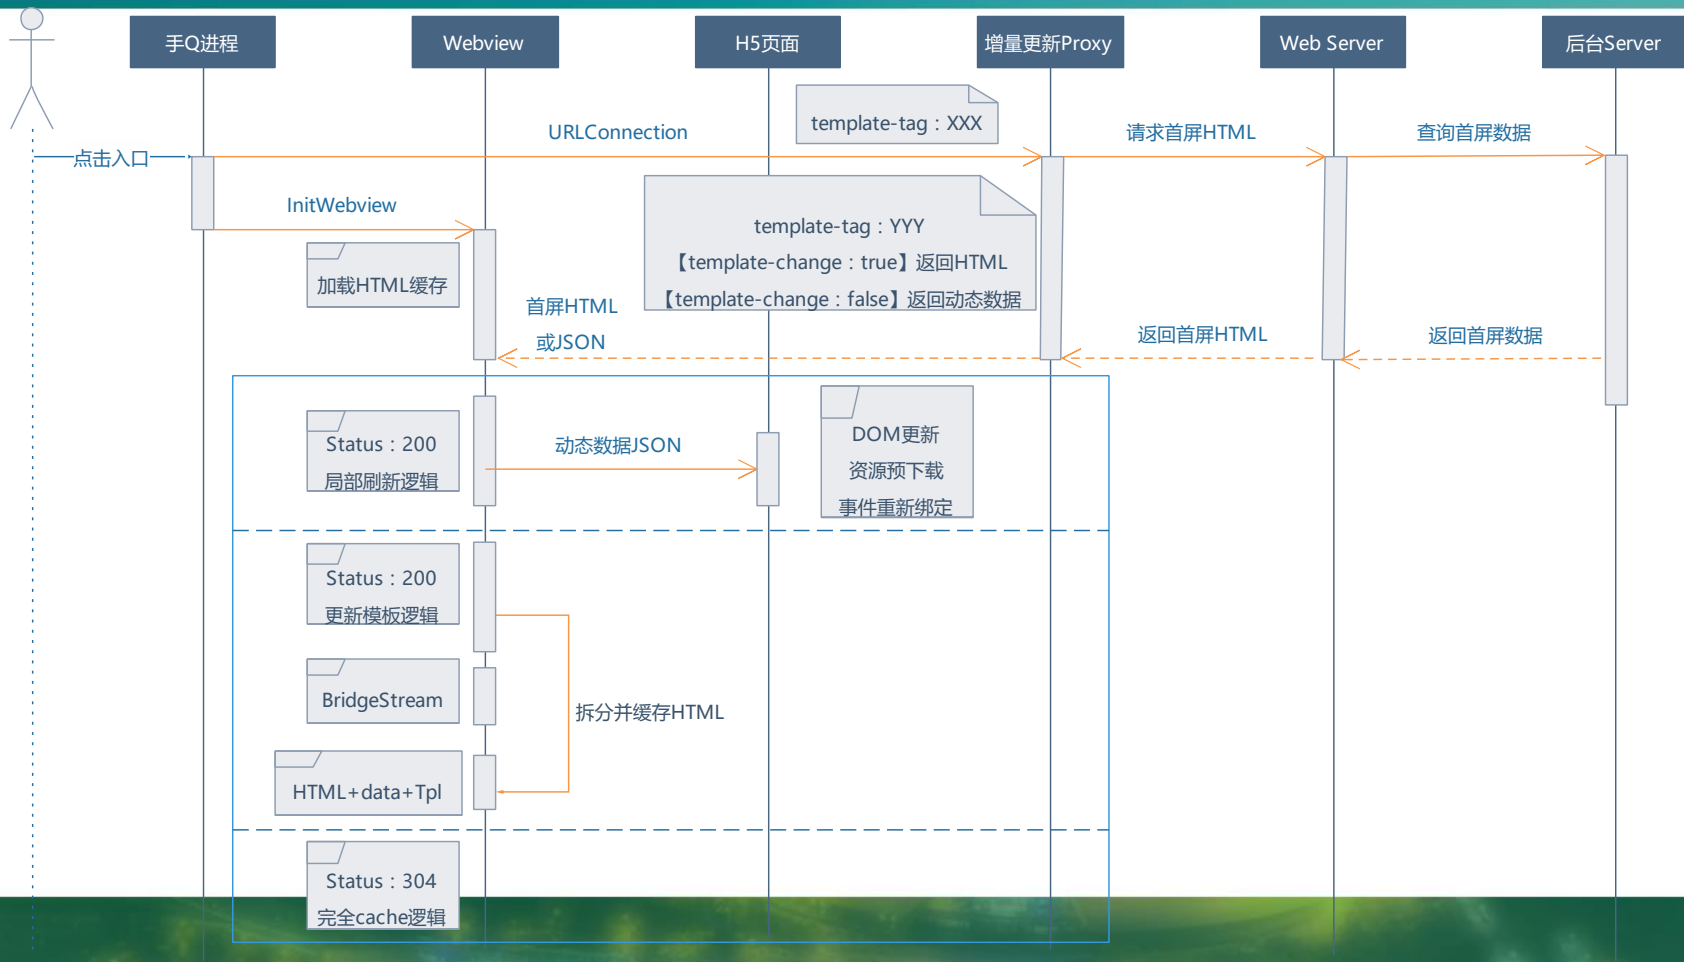 手Q进程
Webview
H5页面
增量更新Proxy
Web Server
后台Server
template-tag：XXX
URLConnection
请求首屏HTML
查询首屏数据
点击入口
InitWebview
template-tag：YYY
【template-change：true】返回HTML
【template-change：false】返回动态数据
加载HTML缓存
首屏HTML
或JSON
返回首屏HTML
返回首屏数据
Status：200
局部刷新逻辑
动态数据JSON
DOM更新
资源预下载
事件重新绑定
Status：200
更新模板逻辑
BridgeStream
拆分并缓存HTML
HTML+data+Tpl
Status：304
完全cache逻辑